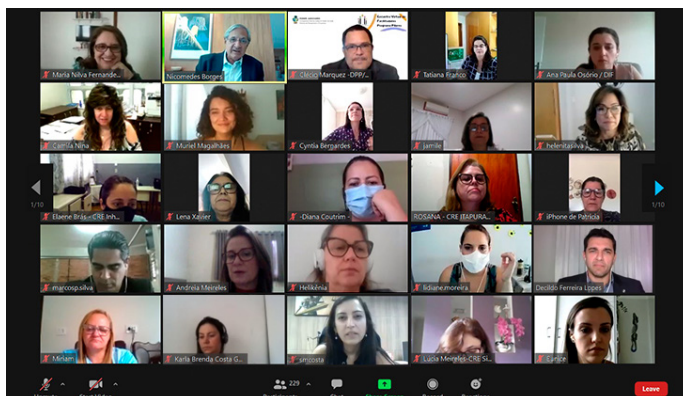 Maria Nilva Fernande...
Nicomedes Borges
Clécio Marquez -DPP/...
Tatiana Franco
Ana Paula Osório / DIF
Camila Nina
Muriel Magalhães
Cyntia Bernardes
jamile
helenitasilva
1/10
Elaene Brás - CRE Inh...
Lena Xavier
-Diana Coutrim -
ROSANA - CRE ITAPURA...
iPhone de Patricia
1/10
marcosp.silva
Andreia Meireles
Helikênia
lidiane.moreira
Decildo Ferreira Lopes
Miriam
Karla Brenda Costa G...
smcosta
Lucia Meireles-CRE Si...
Eunice
229
Leave